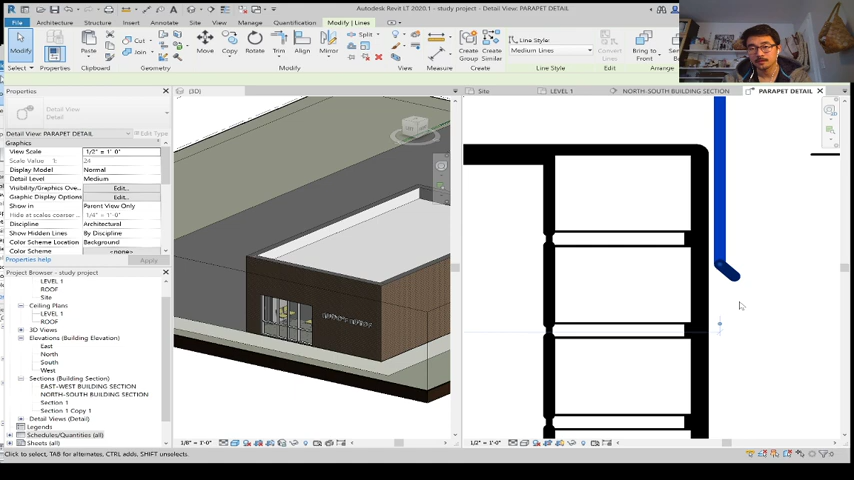 Autodesk Revit 2020.1 - study project - Detail View: PARAPET DETAIL
File Architecture Structure Insert Annotate Site View Manage Quantification Modify | Lines
Modify Paste Cut Join Move Copy Rotate Trim Align Mirror Split Measure Create Group Create Similar Line Style: Medium Lines Convert Lines Bring to Front
Select Properties Clipboard Geometry Modify View Measure Create Line Style Edit Arrange
Properties
Detail View
Detail View
Detail View: PARAPET DETAIL Edit Type
Graphics
View Scale 1/2" = 1'-0"
Scale Value 1: 24
Display Model Normal
Detail Level Medium
Visibility/Graphics Ove... Edit...
Graphic Display Options Edit...
Show in Parent View Only
Hide at scales coarser ... 1/4" = 1'-0"
Discipline Architectural
Show Hidden Lines By Discipline
Color Scheme Location Background
Color Scheme <none>
Properties help Apply
Project Browser - study project
LEVEL 1
ROOF
Site
Ceiling Plans
LEVEL 1
ROOF
3D Views
Elevations (Building Elevation)
East
North
South
West
Sections (Building Section)
EAST-WEST BUILDING SECTION
NORTH-SOUTH BUILDING SECTION
Section 1
Section 1 Copy 1
Detail Views (Detail)
Legends
Schedules/Quantities (all)
Sheets (all)
{3D}
Site LEVEL 1 NORTH-SOUTH BUILDING SECTION PARAPET DETAIL
1/8" = 1'-0"
1/2" = 1'-0"
Click to select, TAB for alternates, CTRL adds, SHIFT unselects.